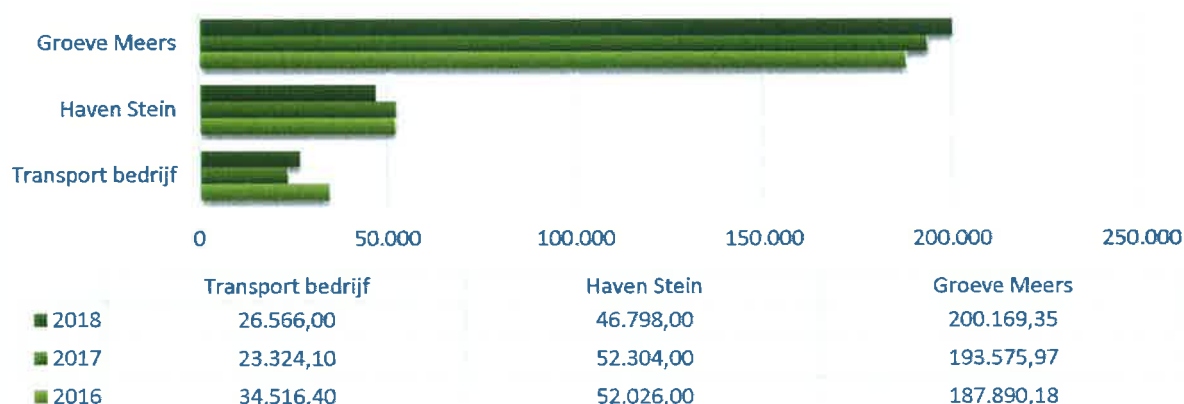 Groeve Meers
Haven Stein
Transport bedrijf
0 50.000 100.000 150.000 200.000 250.000
Transport bedrijf Haven Stein Groeve Meers
2018 26.566,00 46.798,00 200.169,35
2017 23.324,10 52.304,00 193.575,97
2016 34.516,40 52.026,00 187.890,18